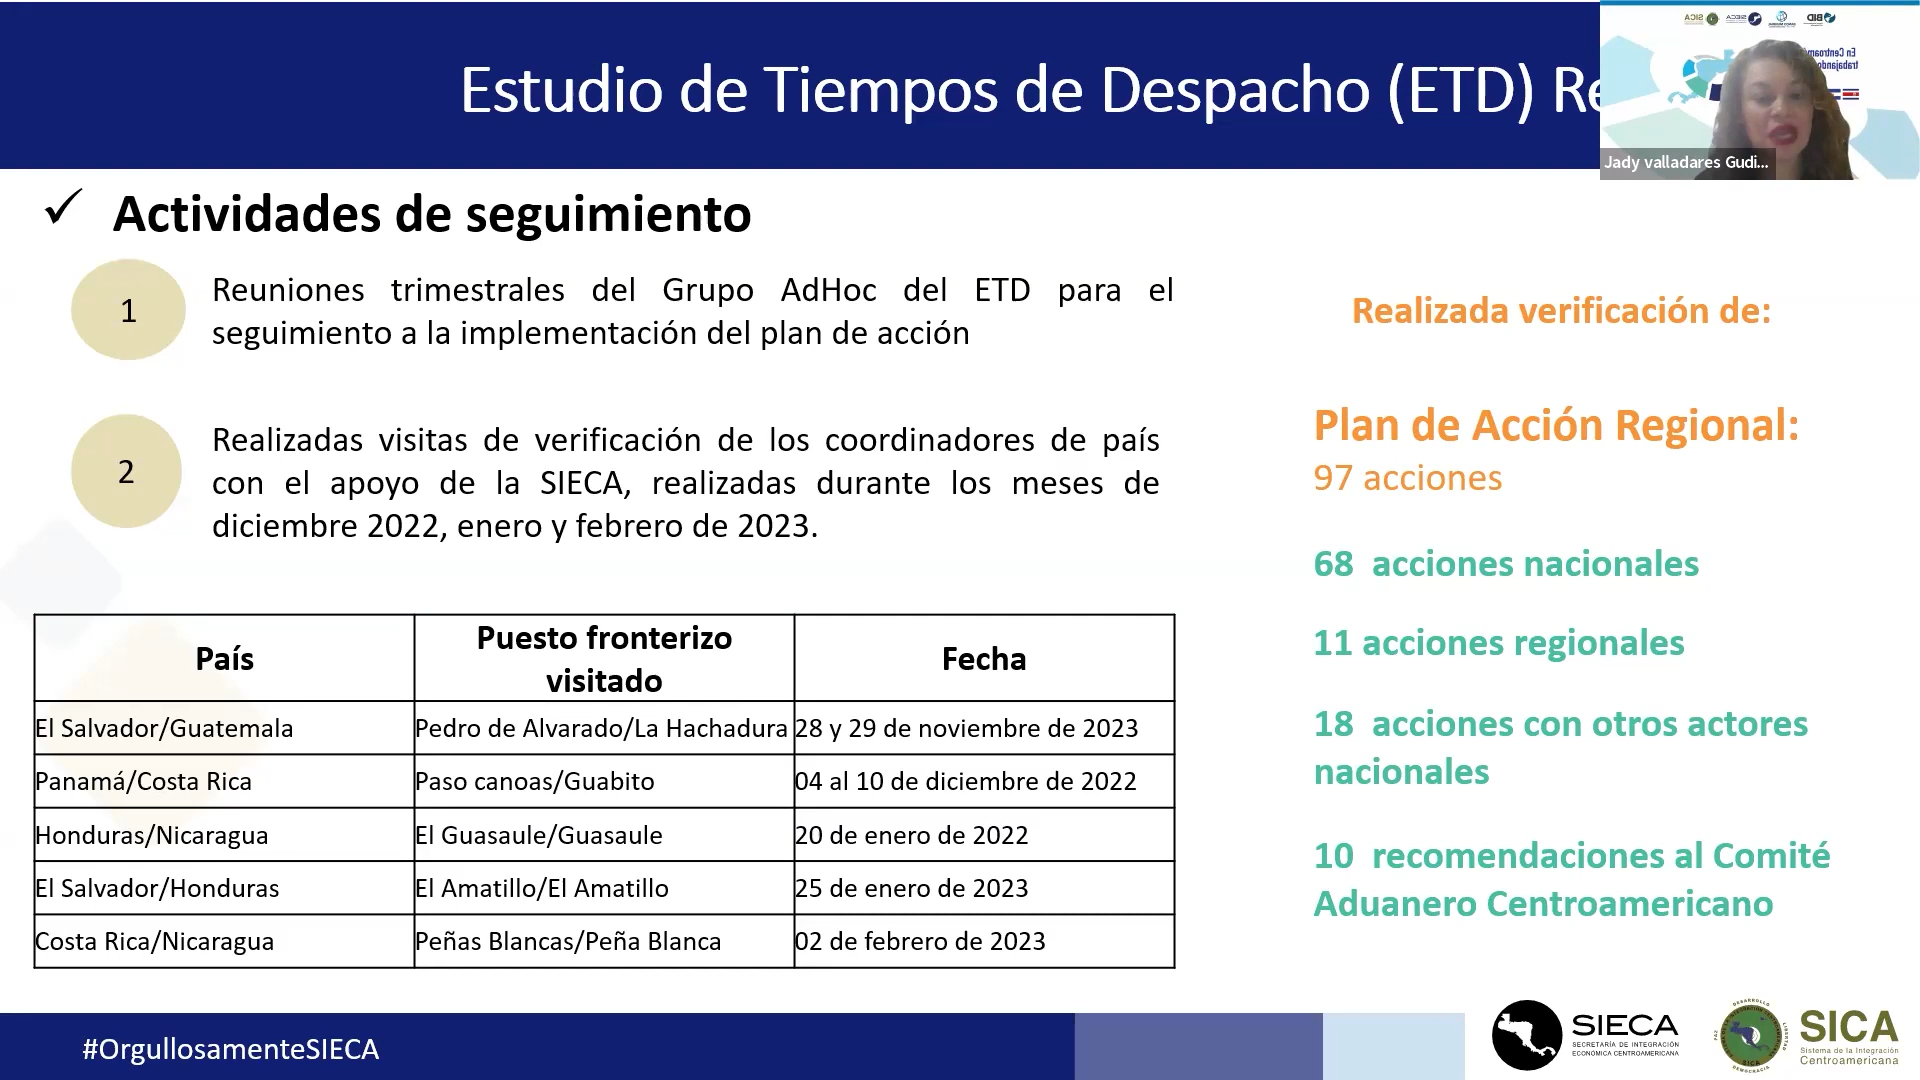 Estudio de Tiempos de Despacho (ETD) Re
SICA SIECA BID
En Centroamé
trabajando
Jady valladares Gudi...
✓ Actividades de seguimiento
1 Reuniones trimestrales del Grupo AdHoc del ETD para el
seguimiento a la implementación del plan de acción
2 Realizadas visitas de verificación de los coordinadores de país
con el apoyo de la SIECA, realizadas durante los meses de
diciembre 2022, enero y febrero de 2023.
País Puesto fronterizo visitado Fecha
El Salvador/Guatemala Pedro de Alvarado/La Hachadura 28 y 29 de noviembre de 2023
Panamá/Costa Rica Paso canoas/Guabito 04 al 10 de diciembre de 2022
Honduras/Nicaragua El Guasaule/Guasaule 20 de enero de 2022
El Salvador/Honduras El Amatillo/El Amatillo 25 de enero de 2023
Costa Rica/Nicaragua Peñas Blancas/Peña Blanca 02 de febrero de 2023
Realizada verificación de:
Plan de Acción Regional:
97 acciones
68 acciones nacionales
11 acciones regionales
18 acciones con otros actores
nacionales
10 recomendaciones al Comité
Aduanero Centroamericano
#OrgullosamenteSIECA
SIECA
SECRETARÍA DE INTEGRACIÓN
ECONÓMICA CENTROAMERICANA
SICA
Sistema de la Integración
Centroamericana